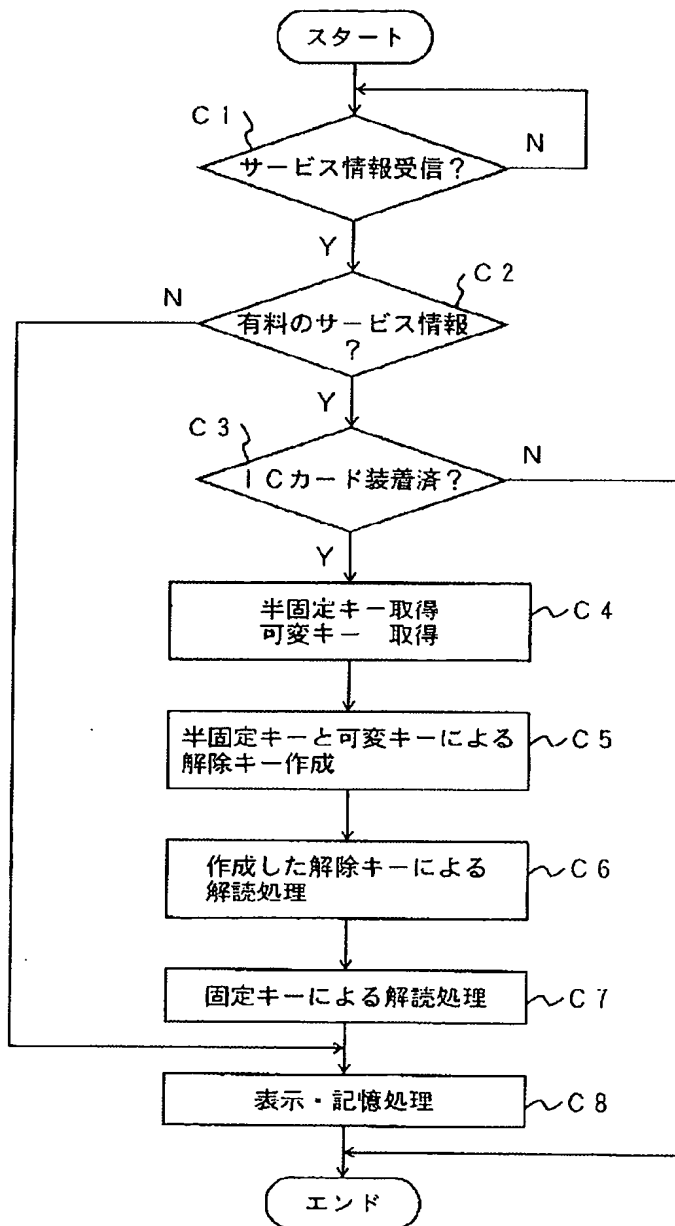 スタート
C1
サービス情報受信?
N
Y
C2
N
有料のサービス情報
?
Y
C3
N
ICカード装着済?
Y
半固定キー取得
可変キー 取得
C4
半固定キーと可変キーによる
解除キー作成
C5
作成した解除キーによる
解読処理
C6
固定キーによる解読処理
C7
表示・記憶処理
C8
エンド